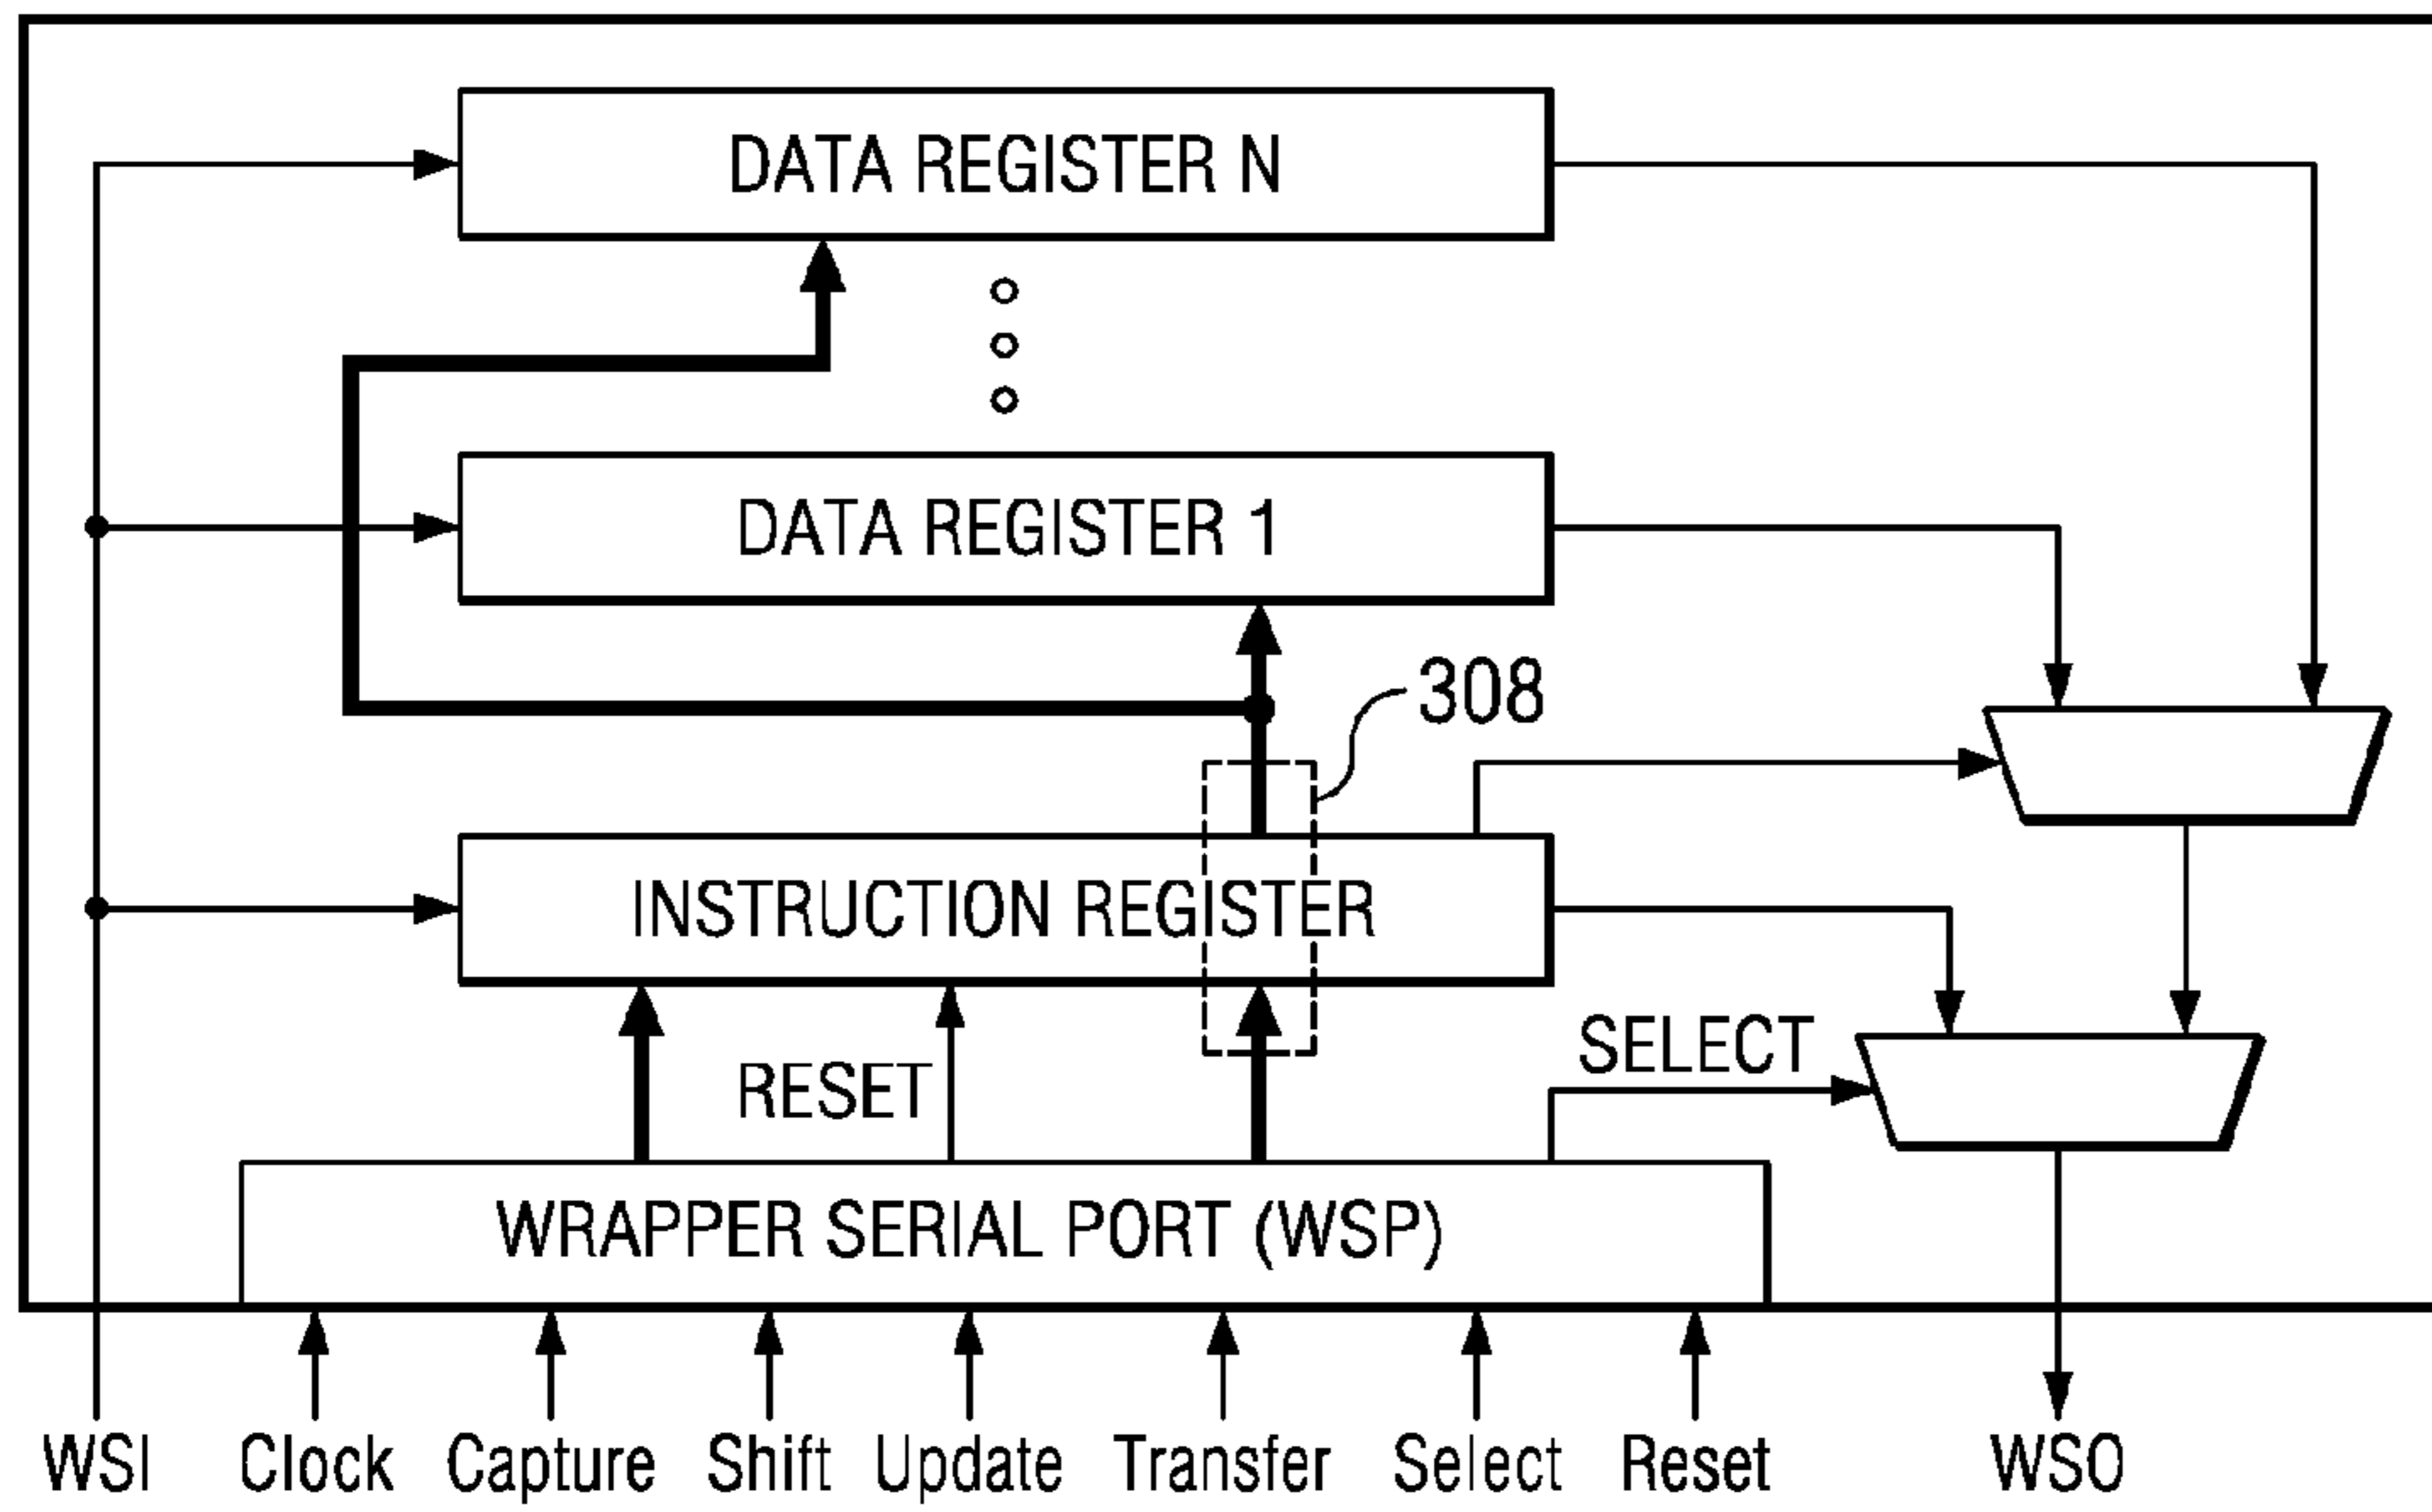 DATA REGISTER N
DATA REGISTER 1
308
INSTRUCTION REGISTER
SELECT
RESET
WRAPPER SERIAL PORT (WSP)
WSI Clock Capture Shift Update Transfer Select Reset WSO